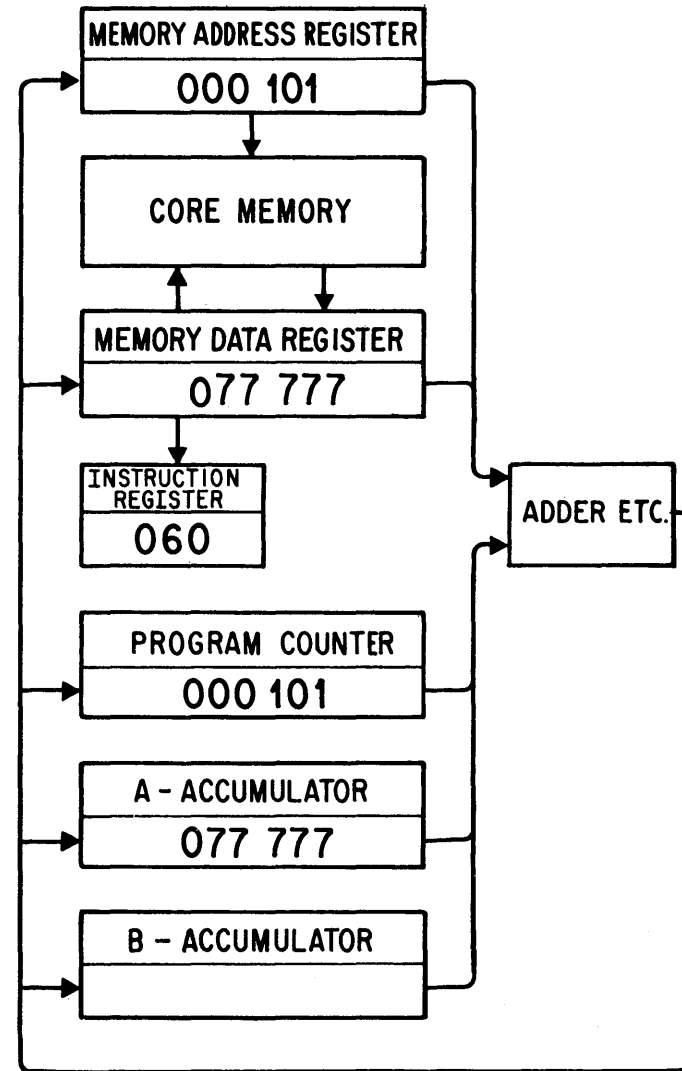 MEMORY ADDRESS REGISTER
000 101
CORE MEMORY
MEMORY DATA REGISTER
077 777
INSTRUCTION
REGISTER
060
ADDER ETC.
PROGRAM COUNTER
000 101
A - ACCUMULATOR
077 777
B - ACCUMULATOR